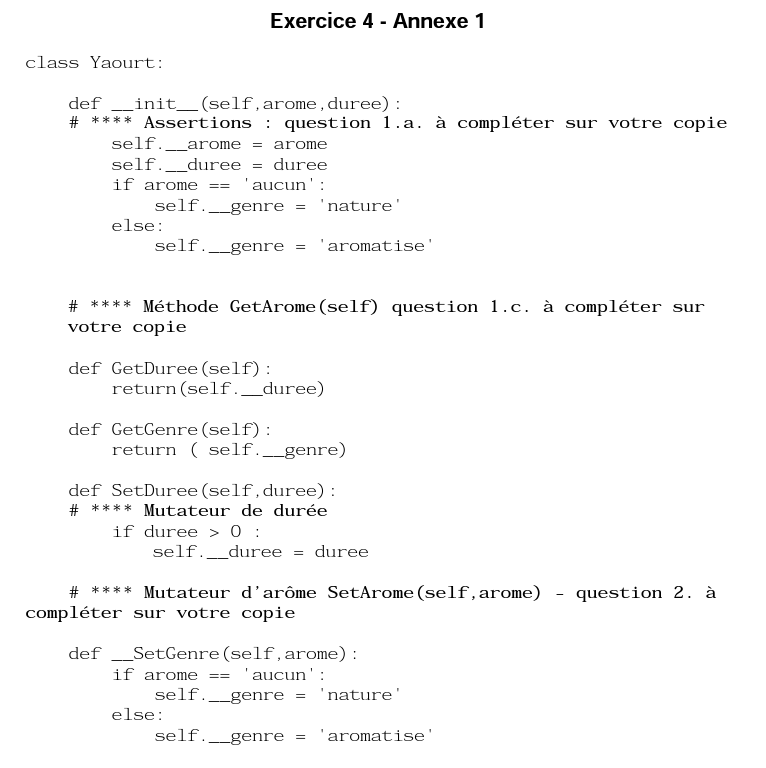 Exercice 4 - Annexe 1
class Yaourt:
def __init__(self,arome,duree):
# **** Assertions : question 1.a. à compléter sur votre copie
self.__arome = arome
self.__duree = duree
if arome == 'aucun':
self.__genre = 'nature'
else:
self.__genre = 'aromatise'
# **** Méthode GetArome(self) question 1.c. à compléter sur
votre copie
def GetDuree(self):
return(self.__duree)
def GetGenre(self):
return ( self.__genre)
def SetDuree(self,duree):
# **** Mutateur de durée
if duree > 0 :
self.__duree = duree
# **** Mutateur d’arôme SetArome(self,arome) - question 2. à
compléter sur votre copie
def __SetGenre(self,arome):
if arome == 'aucun':
self.__genre = 'nature'
else:
self.__genre = 'aromatise'